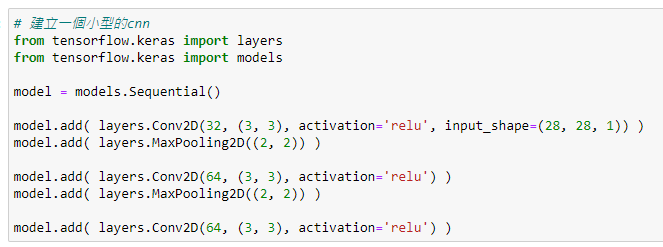 # 建立一個小型的cnn
from tensorflow.keras import layers
from tensorflow.keras import models
model = models.Sequential()
model.add( layers.Conv2D(32, (3, 3), activation='relu', input_shape=(28, 28, 1)) )
model.add( layers.MaxPooling2D((2, 2)) )
model.add( layers.Conv2D(64, (3, 3), activation='relu') )
model.add( layers.MaxPooling2D((2, 2)) )
model.add( layers.Conv2D(64, (3, 3), activation='relu') )